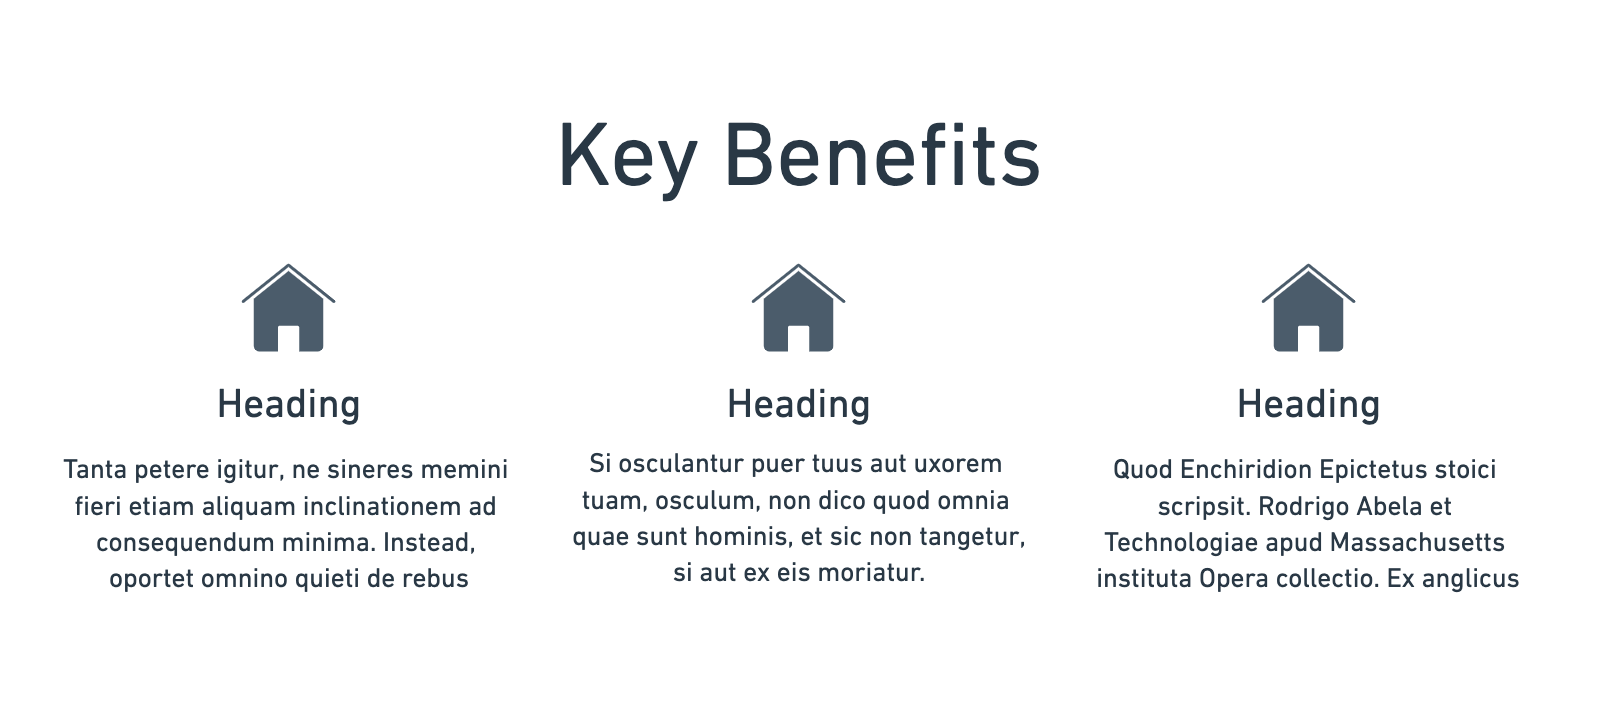 Key Benefits
Heading
Tanta petere igitur, ne sineres memini
fieri etiam aliquam inclinationem ad
consequendum minima. Instead,
oportet omnino quieti de rebus
Heading
Si osculantur puer tuus aut uxorem
tuam, osculum, non dico quod omnia
quae sunt hominis, et sic non tangetur,
si aut ex eis moriatur.
Heading
Quod Enchiridion Epictetus stoici
scripsit. Rodrigo Abela et
Technologiae apud Massachusetts
instituta Opera collectio. Ex anglicus